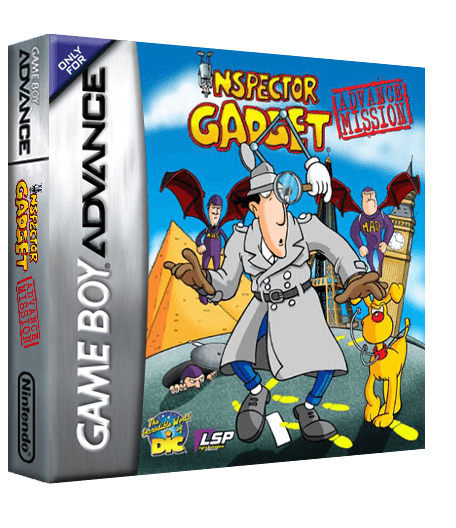 GAME BOY ADVANCE
INSPECTOR GADGET
ADVANCE MISSION
Nintendo
ONLY
FOR
GAME BOY ADVANCE
INSPECTOR
GADGET
ADVANCE
MISSION
MAD
The
Incredible World
of
DIC
LSP